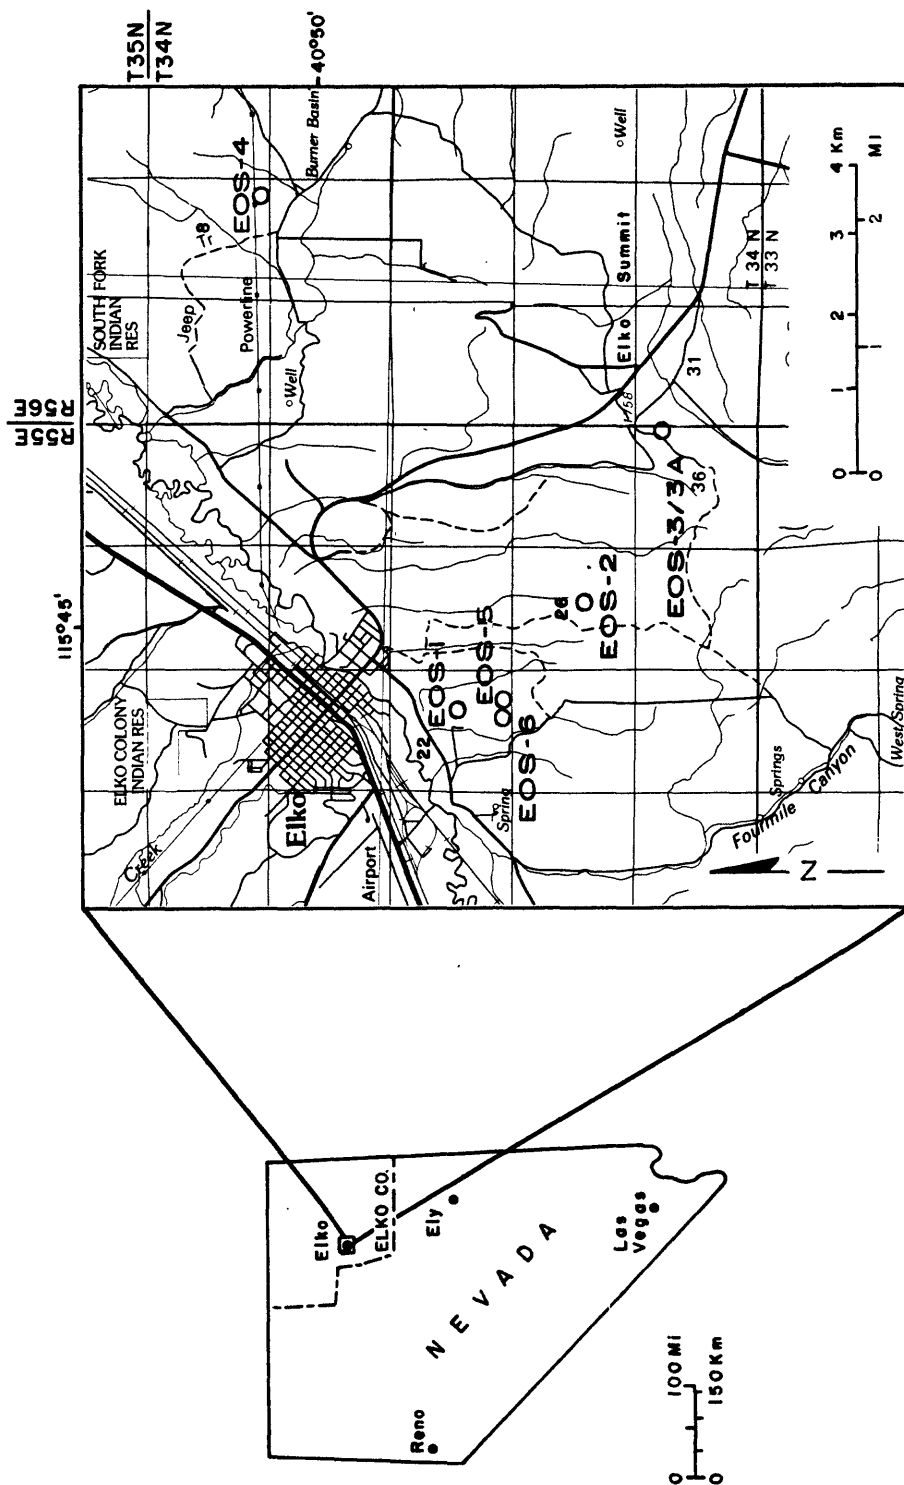 T35N
T34N
40°50'
R55E
R56E
115°45'
SOUTH FORK
INDIAN
RES
ELKO COLONY
INDIAN RES
Jeep
8
EOS-4
Powerline
Burner Basin
Well
Well
Creek
Elko
Airport
22
EOS-1
EOS-5
EOS-6
Spring
26
EOS-2
EOS-3/3A
36
31
Elko Summit
T 34 N
T 33 N
Springs
Fourmile Canyon
West Spring
N
0 1 2 3 4 Km
0 1 2 MI
Elko
ELKO CO.
Ely
NEVADA
Las
Vegas
Reno
0 100 MI
0 150 Km